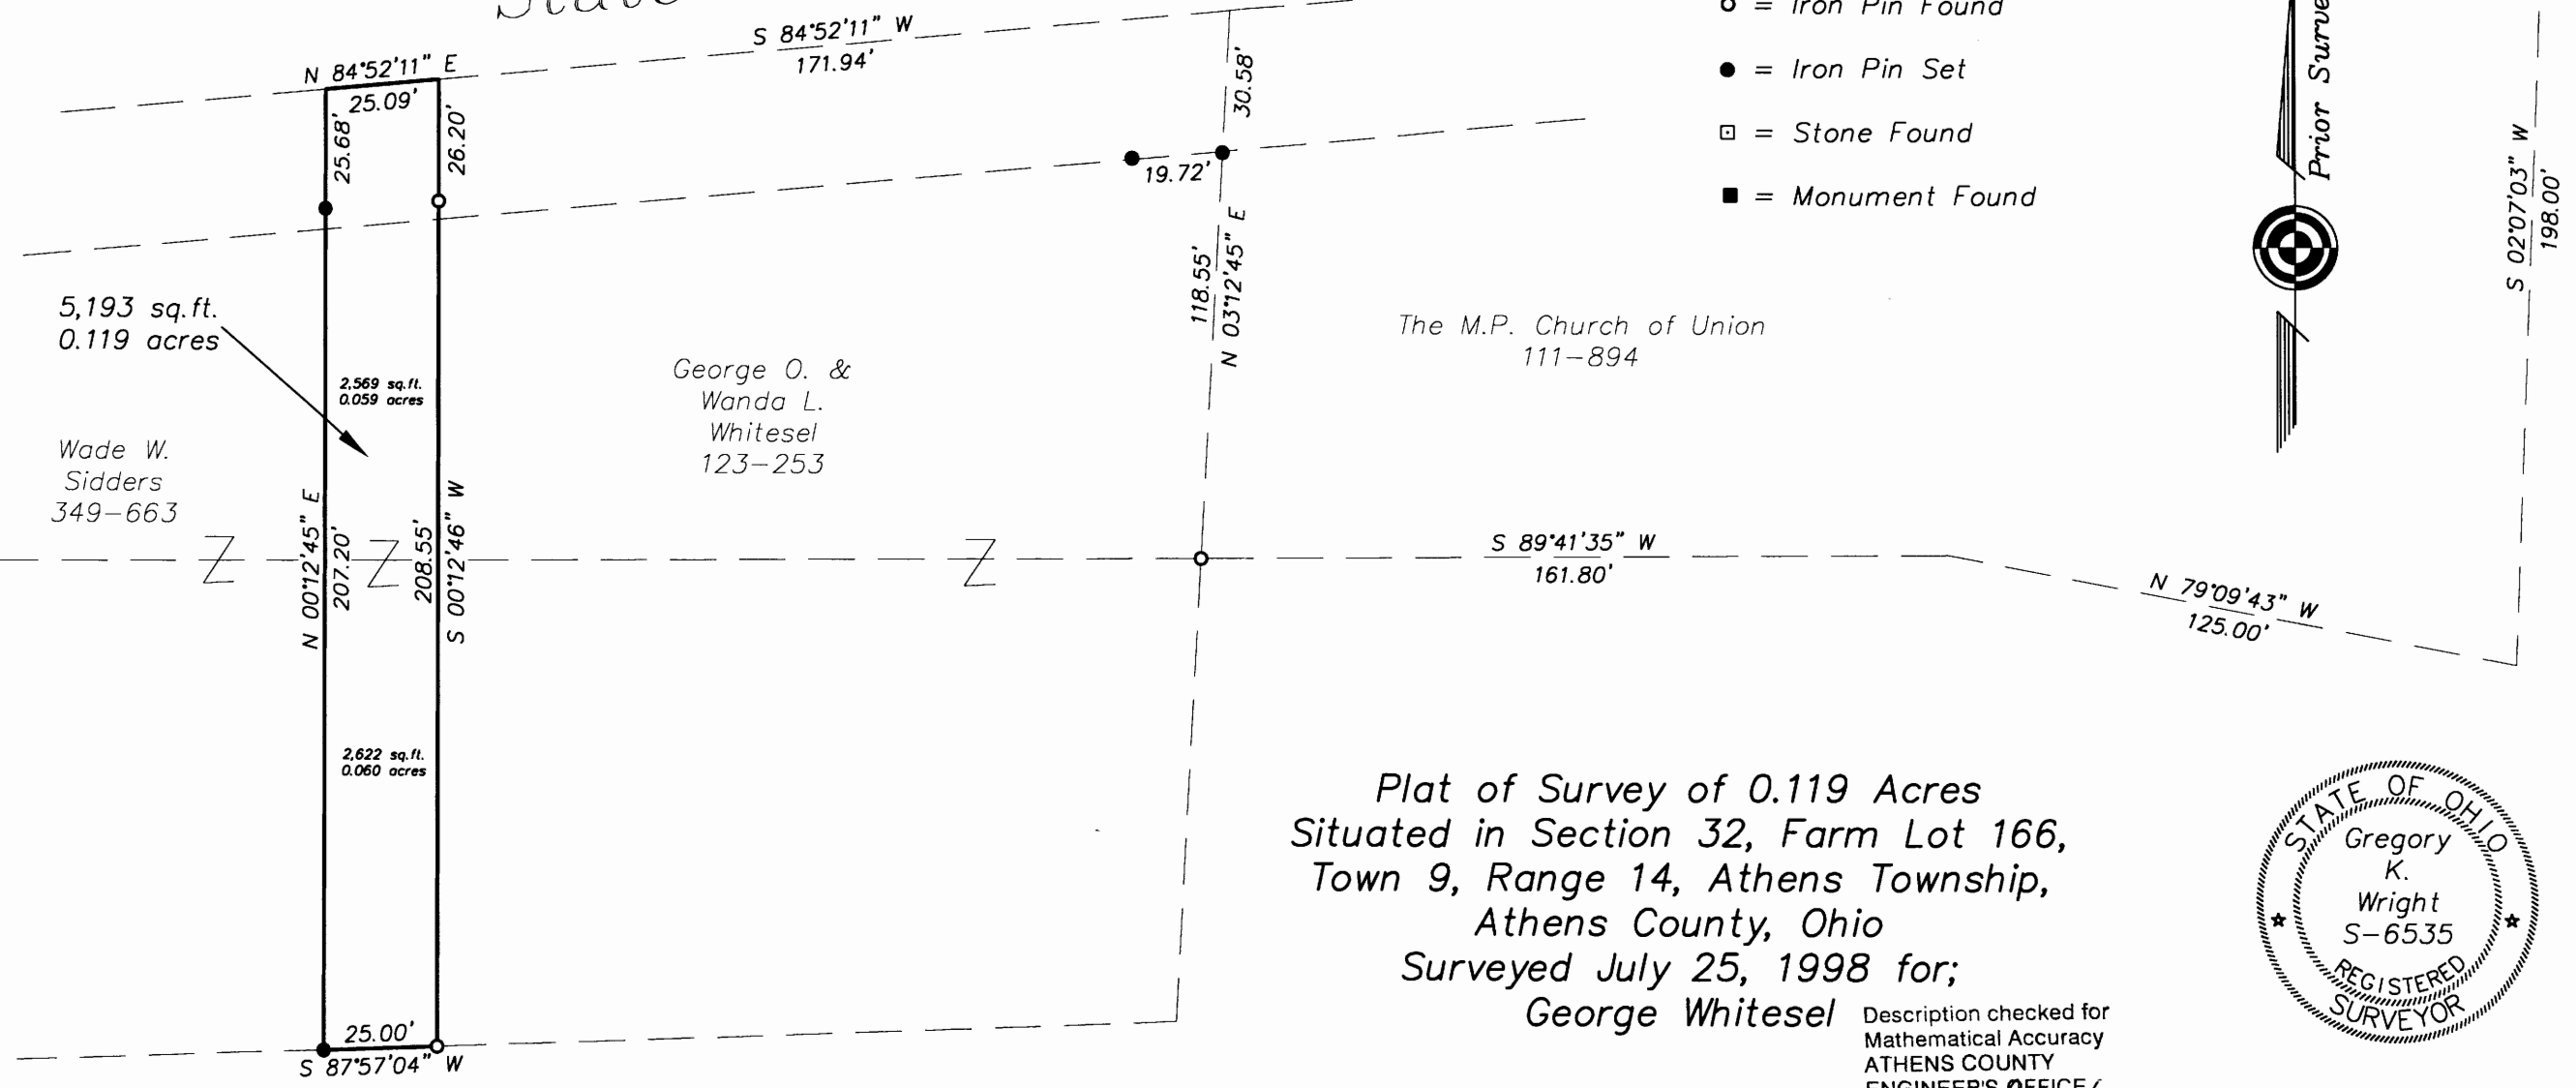 State
S 84°52'11" W
171.94'
N 84°52'11" E
25.09'
25.68'
26.20'
30.58'
19.72'
118.55'
N 03°12'45" E
= Iron Pin Found
= Iron Pin Set
= Stone Found
= Monument Found
Prior Surve
S 02°07'03" W
198.00'
5,193 sq.ft.
0.119 acres
2,569 sq.ft.
0.059 acres
Wade W.
Sidders
349-663
George O. &
Wanda L.
Whitesel
123-253
The M.P. Church of Union
111-894
N 00°12'45" E
207.20'
208.55'
S 00°12'46" W
Z
Z
Z
S 89°41'35" W
161.80'
N 79°09'43" W
125.00'
2,622 sq.ft.
0.060 acres
25.00'
S 87°57'04" W
Plat of Survey of 0.119 Acres
Situated in Section 32, Farm Lot 166,
Town 9, Range 14, Athens Township,
Athens County, Ohio
Surveyed July 25, 1998 for;
George Whitesel
Description checked for
Mathematical Accuracy
ATHENS COUNTY
ENGINEER'S OFFICE
STATE OF OHIO
Gregory
K.
Wright
S-6535
REGISTERED
SURVEYOR